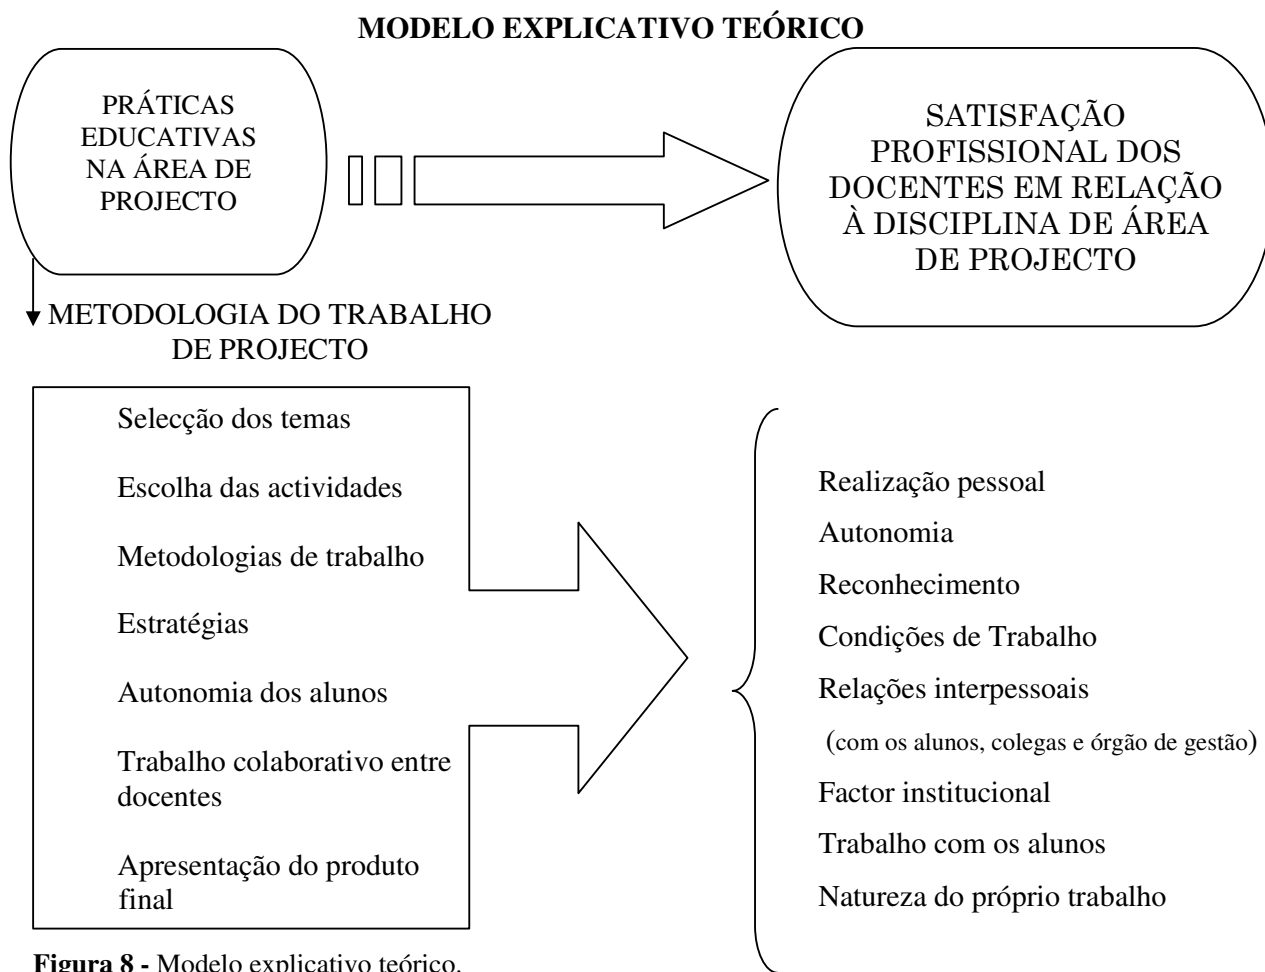 MODELO EXPLICATIVO TEÓRICO
PRÁTICAS
EDUCATIVAS
NA ÁREA DE
PROJECTO
SATISFAÇÃO
PROFISSIONAL DOS
DOCENTES EM RELAÇÃO
À DISCIPLINA DE ÁREA
DE PROJECTO
METODOLOGIA DO TRABALHO
DE PROJECTO
Selecção dos temas
Escolha das actividades
Metodologias de trabalho
Estratégias
Autonomia dos alunos
Trabalho colaborativo entre
docentes
Apresentação do produto
final
Realização pessoal
Autonomia
Reconhecimento
Condições de Trabalho
Relações interpessoais
(com os alunos, colegas e órgão de gestão)
Factor institucional
Trabalho com os alunos
Natureza do próprio trabalho
Figura 8 - Modelo explicativo teórico.